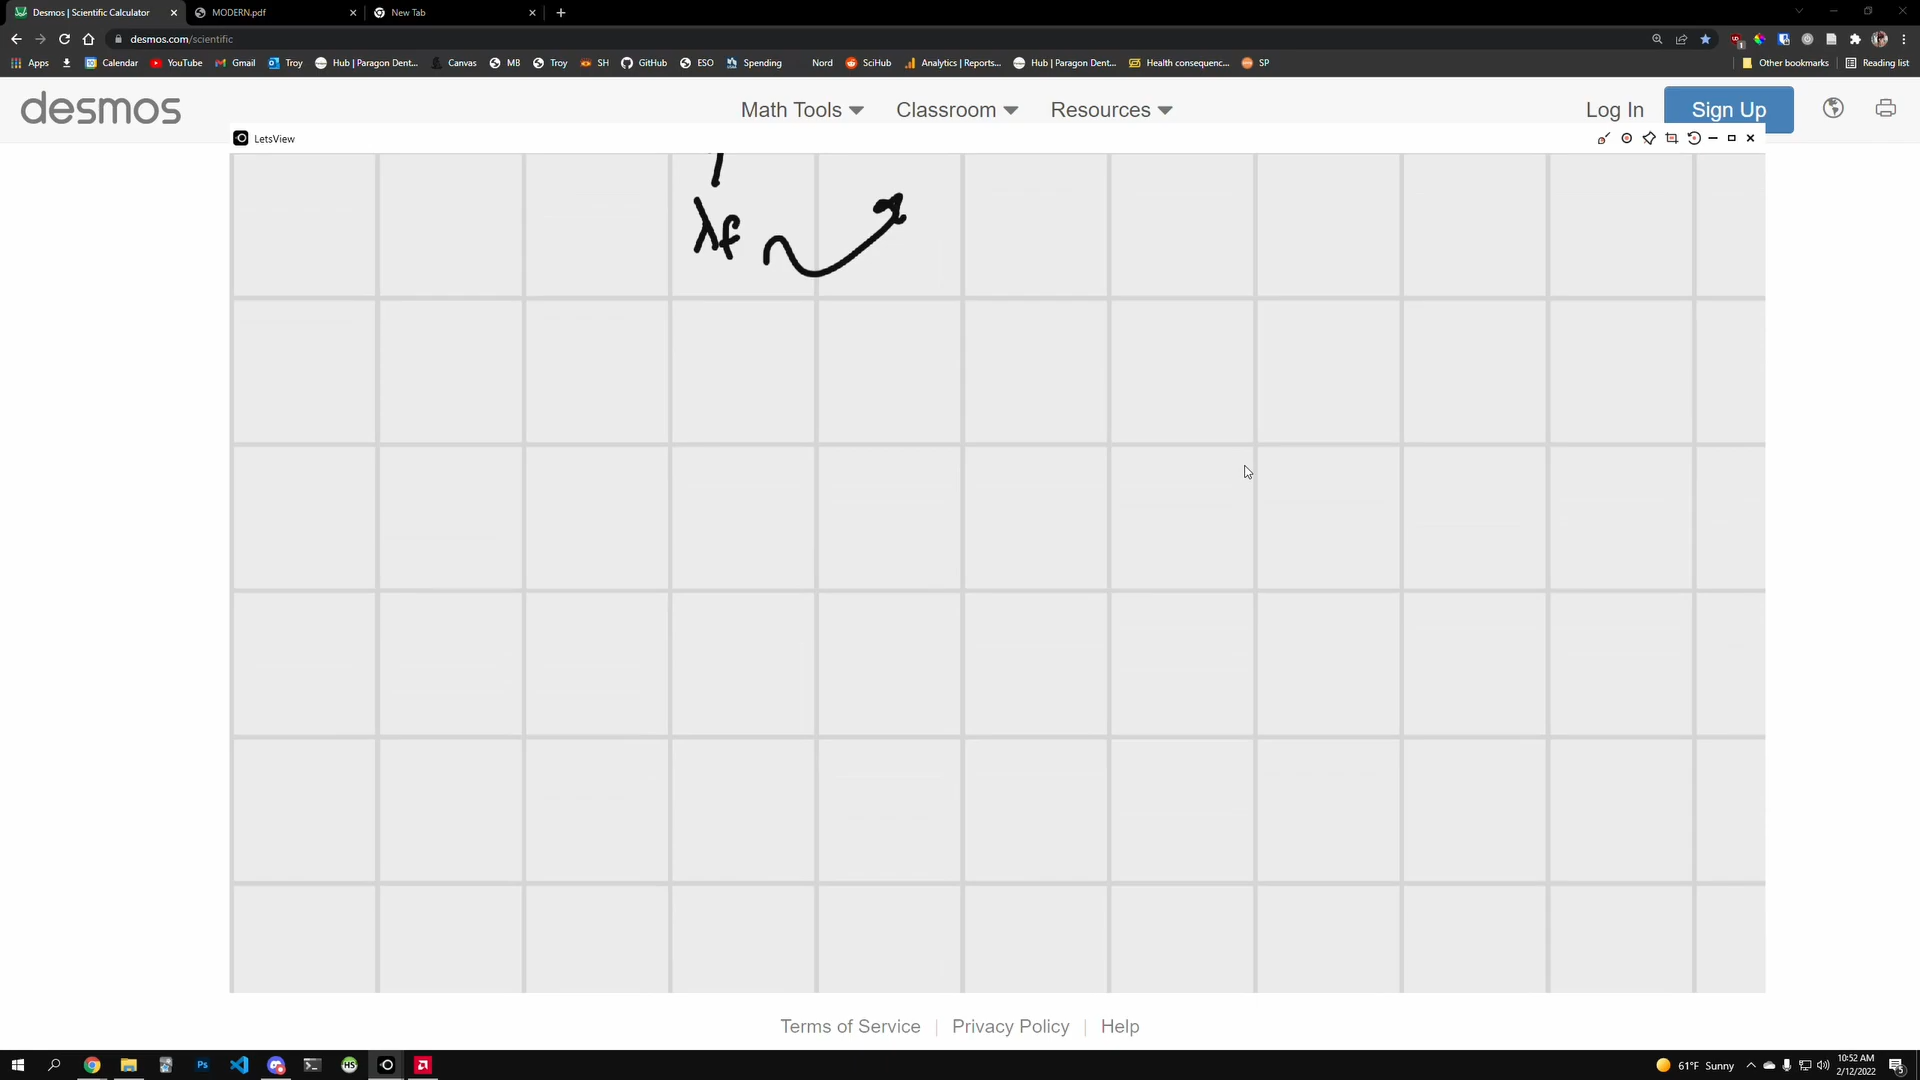 Desmos | Scientific Calculator
MODERN.pdf
New Tab
desmos.com/scientific
Apps
Calendar
YouTube
Gmail
Troy
Hub | Paragon Dent...
Canvas
MB
Troy
SH
GitHub
ESO
Spending
Nord
SciHub
Analytics | Reports...
Hub | Paragon Dent...
Health consequenc...
SP
Other bookmarks
Reading list
desmos
Math Tools
Classroom
Resources
Log In
Sign Up
LetsView
λf
Terms of Service | Privacy Policy | Help
Ps
HS
61°F Sunny
10:52 AM
2/12/2022
5